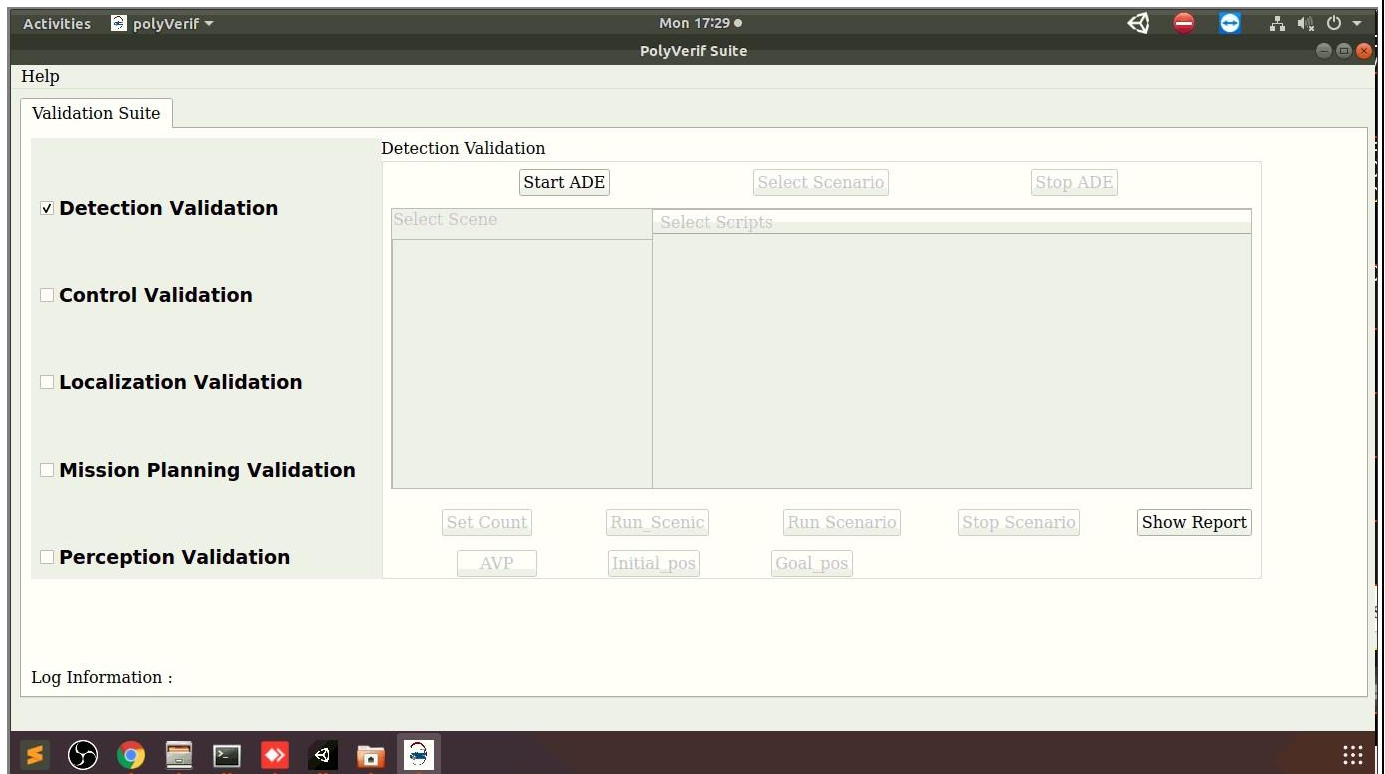 Activities polyVerif Mon 17:29
PolyVerif Suite
Help
Validation Suite
Detection Validation
Start ADE Select Scenario Stop ADE
Detection Validation
Select Scene Select Scripts
Control Validation
Localization Validation
Mission Planning Validation
Set Count Run_Scenic Run Scenario Stop Scenario Show Report
Perception Validation
AVP Initial_pos Goal_pos
Log Information :